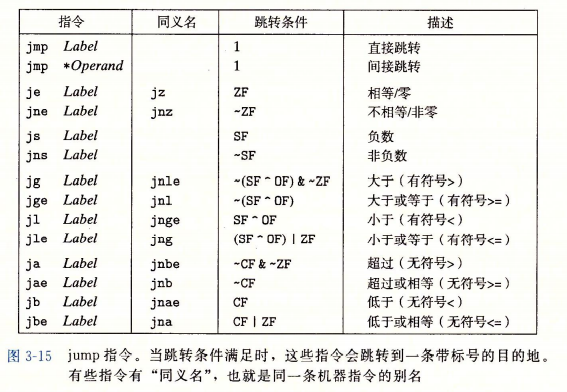 指令 同义名 跳转条件 描述
jmp Label 1 直接跳转
jmp *Operand 1 间接跳转
je Label jz ZF 相等/零
jne Label jnz ~ZF 不相等/非零
js Label SF 负数
jns Label ~SF 非负数
jg Label jnle ~(SF ^ OF) & ~ZF 大于（有符号>）
jge Label jnl ~(SF ^ OF) 大于或等于（有符号>=）
jl Label jnge SF ^ OF 小于（有符号<）
jle Label jng (SF ^ OF) | ZF 小于或等于（有符号<=）
ja Label jnbe ~CF & ~ZF 超过（无符号>）
jae Label jnb ~CF 超过或相等（无符号>=）
jb Label jnae CF 低于（无符号<）
jbe Label jna CF | ZF 低于或相等（无符号<=）
图 3-15 jump 指令。当跳转条件满足时，这些指令会跳转到一条带标号的目的地。
有些指令有“同义名”，也就是同一条机器指令的别名